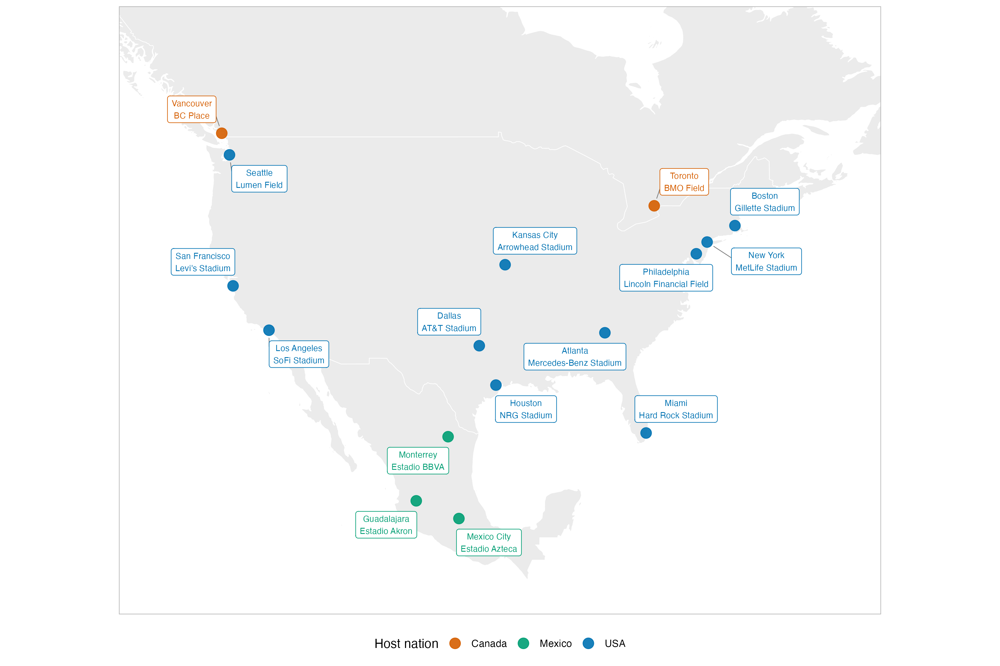 Vancouver
BC Place
Seattle
Lumen Field
Toronto
BMO Field
Boston
Gillette Stadium
Kansas City
Arrowhead Stadium
San Francisco
Levi's Stadium
New York
MetLife Stadium
Philadelphia
Lincoln Financial Field
Dallas
AT&T Stadium
Los Angeles
SoFi Stadium
Atlanta
Mercedes-Benz Stadium
Houston
NRG Stadium
Miami
Hard Rock Stadium
Monterrey
Estadio BBVA
Guadalajara
Estadio Akron
Mexico City
Estadio Azteca
Host nation Canada Mexico USA